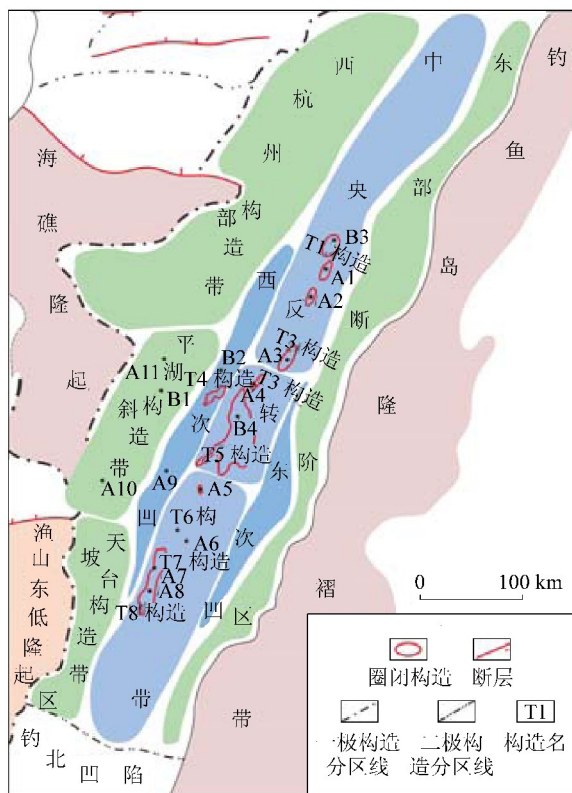 西部
杭州构造带
中央反转带
东部断阶区
钓鱼岛隆褶带
海礁隆起
B3
T1构造
A1
A2
A3
T3构造
西次凹
平湖斜构造带
A11
B1
A10
B2
T4构造
T3构造
A4
B4
T5构造
A9
A5
东次凹
T6构
A6
T7构造
A7
A8
T8构造
天台构造带
坡
区
渔山东低隆起
钓北凹陷
0 100 km
圈闭构造
断层
T1
一极构造
分区线
二极构
造分区线
构造名